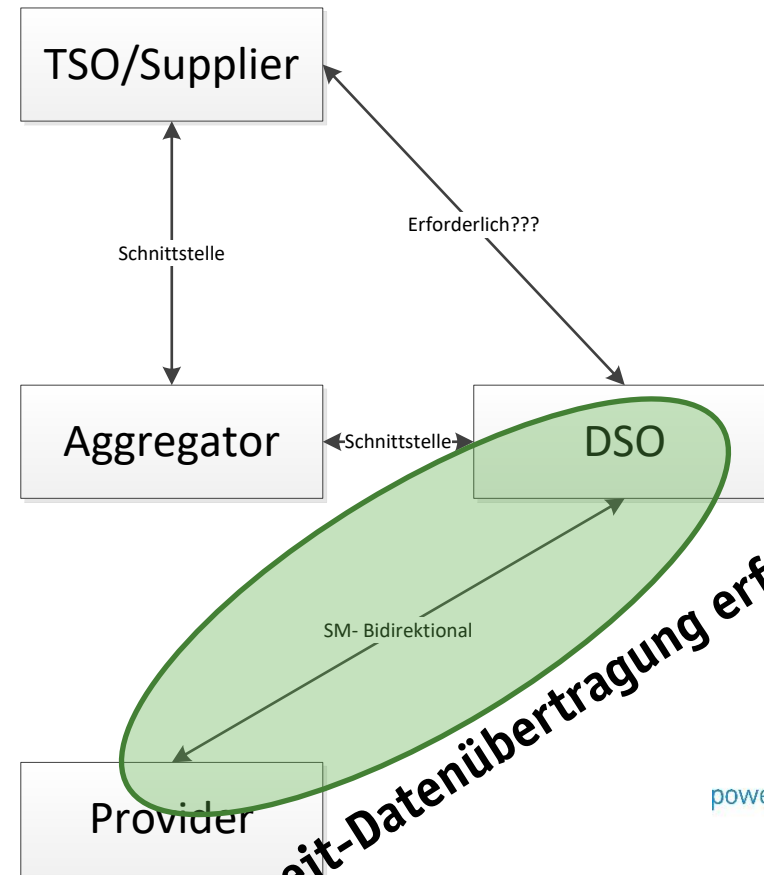 TSO/Supplier
Erforderlich???
Schnittstelle
Aggregator
Schnittstelle
DSO
SM- Bidirektional
Provider